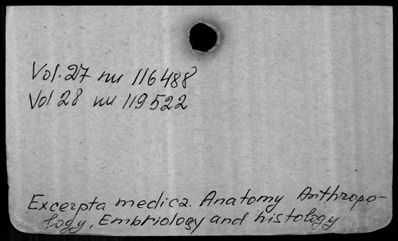 Vol. 27 nu 116488
Vol 28 nu 119522
Excerpta medica. Anatomy Anthropo-
logy, Embriology and histology